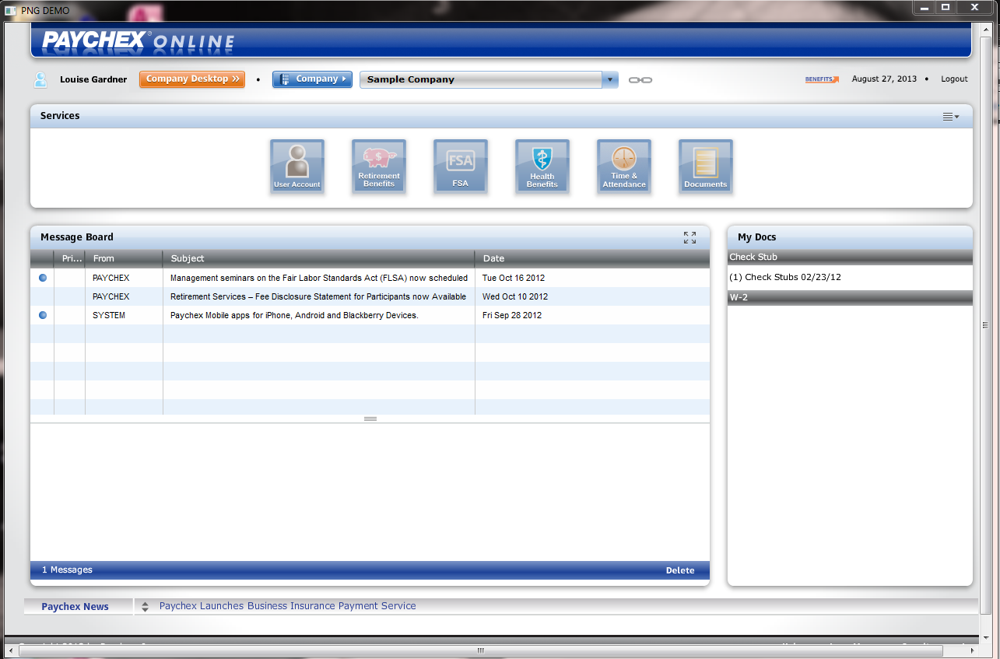 PNG DEMO
PAYCHEX® ONLINE
Louise Gardner Company Desktop » • Company Sample Company BENEFITS August 27, 2013 • Logout
Services
User Account
Retirement Benefits
FSA
FSA
Health Benefits
Time & Attendance
Documents
Message Board
Pri... From Subject Date
PAYCHEX Management seminars on the Fair Labor Standards Act (FLSA) now scheduled Tue Oct 16 2012
PAYCHEX Retirement Services – Fee Disclosure Statement for Participants now Available Wed Oct 10 2012
SYSTEM Paychex Mobile apps for iPhone, Android and Blackberry Devices. Fri Sep 28 2012
1 Messages Delete
My Docs
Check Stub
(1) Check Stubs 02/23/12
W-2
Paychex News Paychex Launches Business Insurance Payment Service